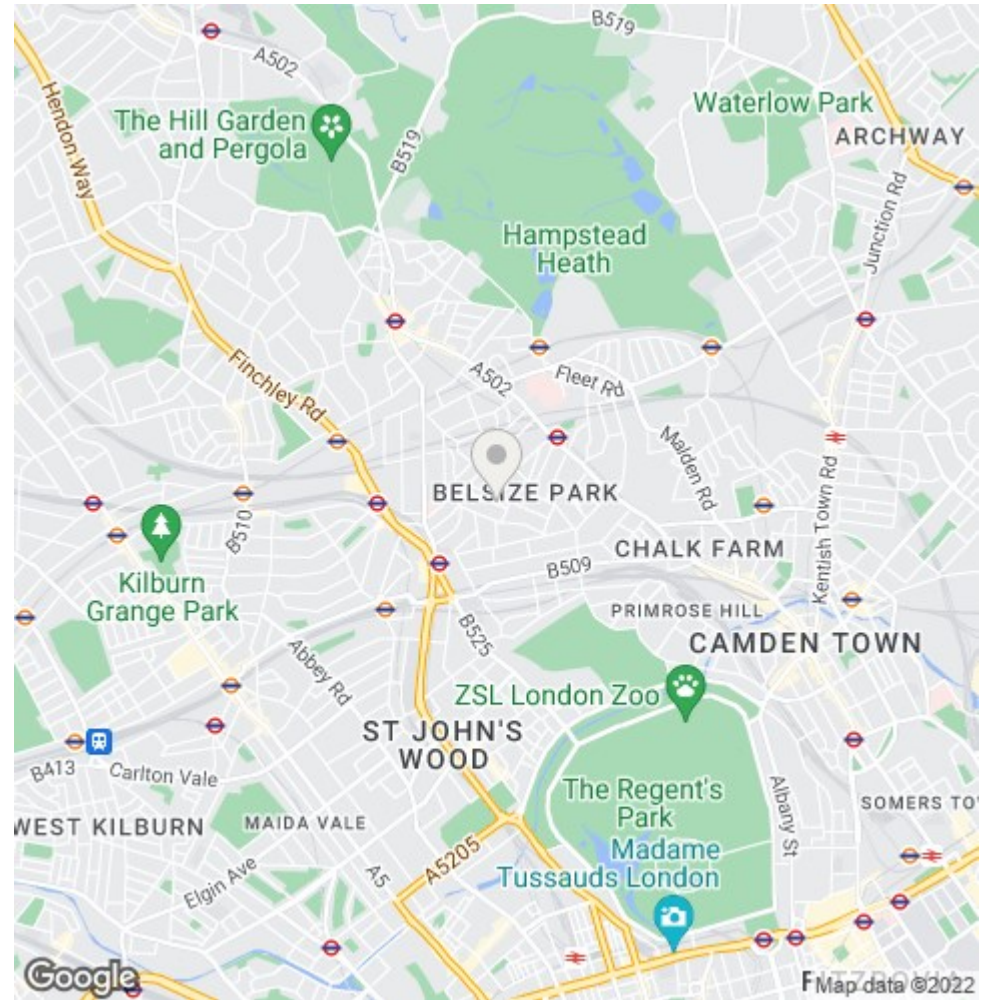 B519
A502
Waterlow Park
ARCHWAY
The Hill Garden
and Pergola
B519
Hendon Way
Junction Rd
Hampstead
Heath
Finchley Rd
A502
Fleet Rd
Malden Rd
BELSIZE PARK
B510
Kentish Town Rd
CHALK FARM
B509
Kilburn
Grange Park
PRIMROSE HILL
B525
CAMDEN TOWN
Abbey Rd
ZSL London Zoo
ST JOHN'S
WOOD
B413
Carlton Vale
The Regent's
Park
Albany St
SOMERS TO
WEST KILBURN
MAIDA VALE
Madame
Tussauds London
A5205
A5
Elgin Ave
Google
Map data ©2022